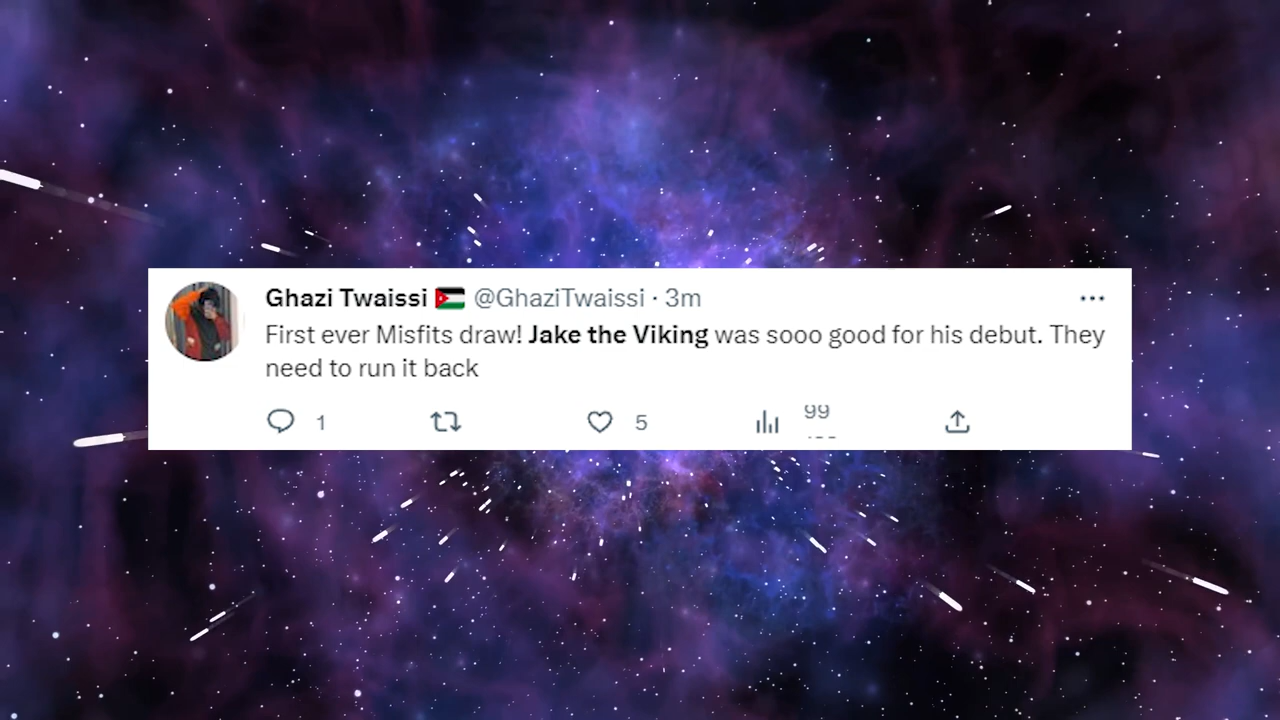 Ghazi Twaissi 🇯🇴 @GhaziTwaissi · 3m
First ever Misfits draw! Jake the Viking was sooo good for his debut. They
need to run it back
1 5 99